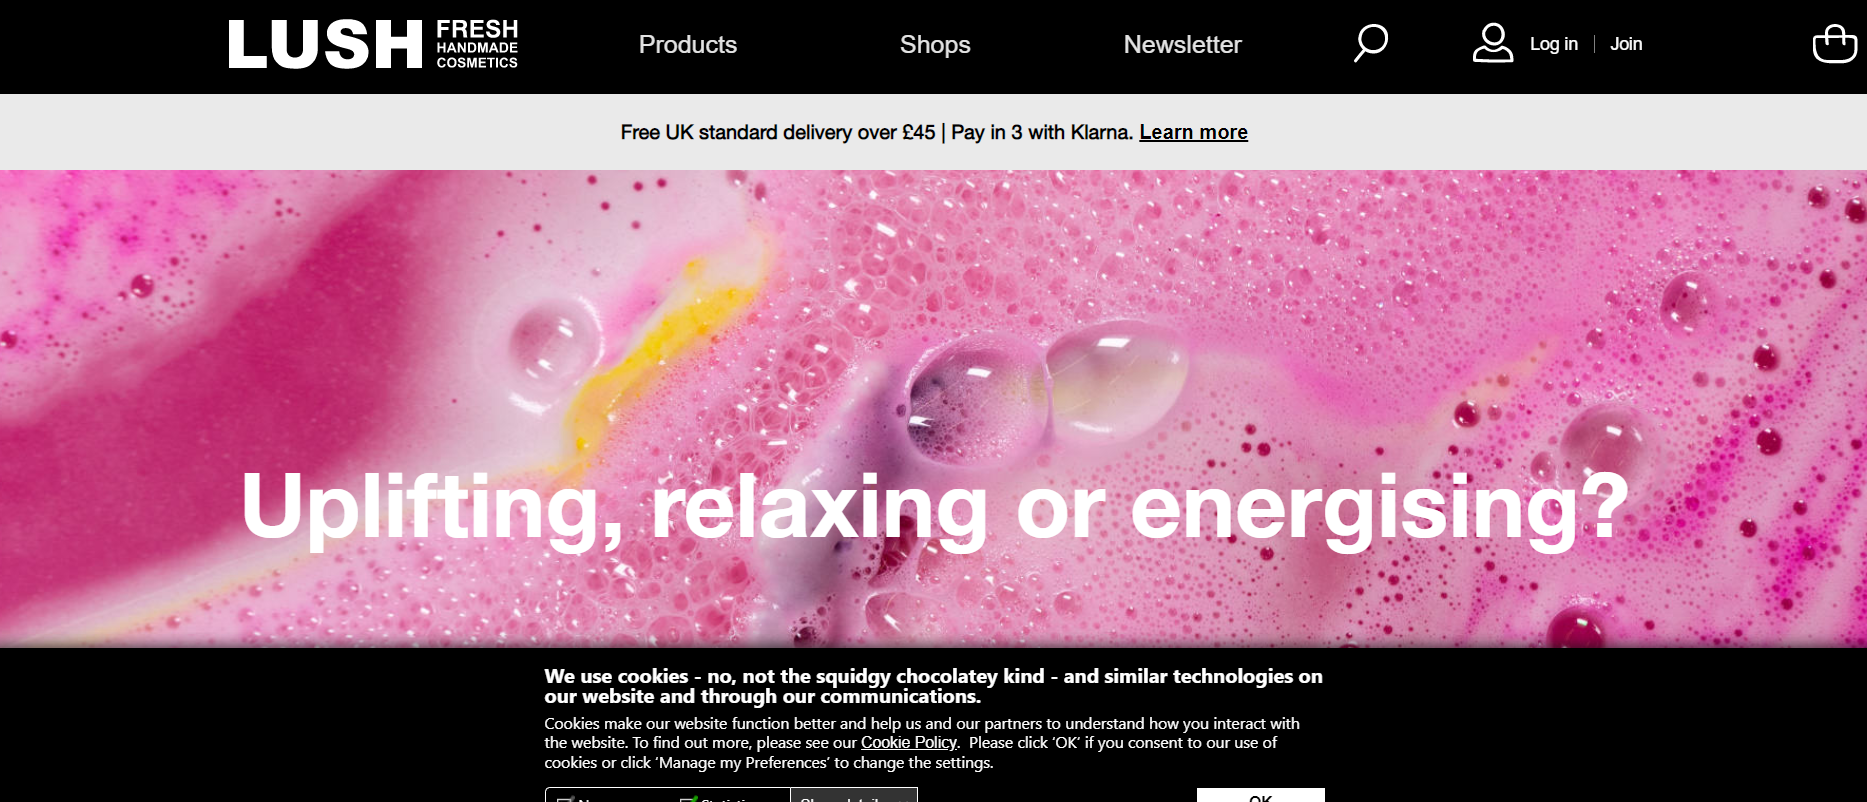 LUSH FRESH HANDMADE COSMETICS
Products
Shops
Newsletter
Log in
Join
Free UK standard delivery over £45 | Pay in 3 with Klarna. Learn more
Uplifting, relaxing or energising?
We use cookies - no, not the squidgy chocolatey kind - and similar technologies on
our website and through our communications.
Cookies make our website function better and help us and our partners to understand how you interact with
the website. To find out more, please see our Cookie Policy.  Please click ‘OK’ if you consent to our use of
cookies or click ‘Manage my Preferences’ to change the settings.
OK